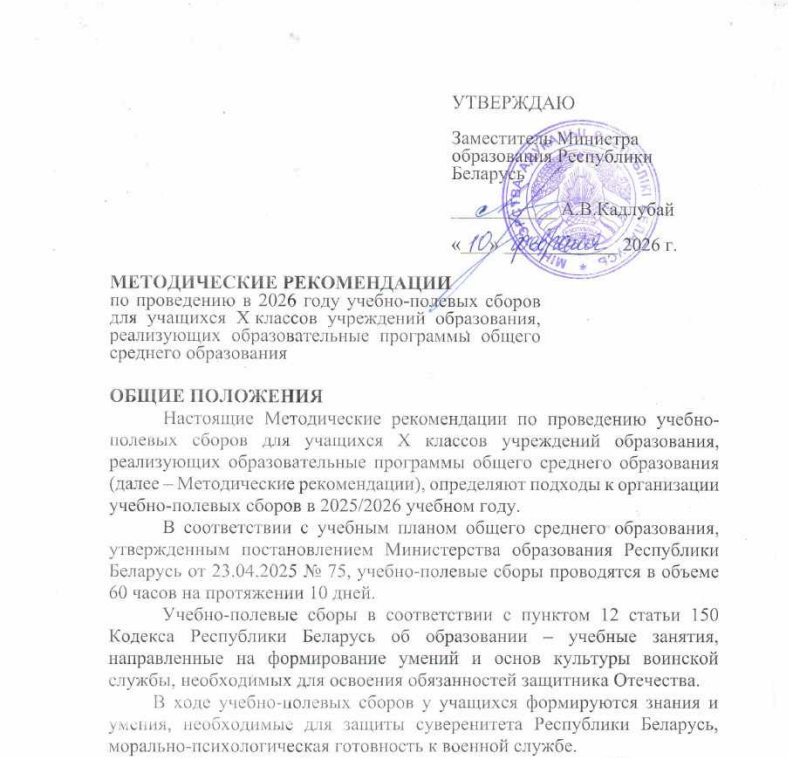 УТВЕРЖДАЮ
Заместитель Министра
образования Республики
Беларусь
А.В.Кадлубай
« 10 » февраля 2026 г.
МЕТОДИЧЕСКИЕ РЕКОМЕНДАЦИИ
по проведению в 2026 году учебно-полевых сборов
для учащихся X классов учреждений образования,
реализующих образовательные программы общего
среднего образования
ОБЩИЕ ПОЛОЖЕНИЯ
Настоящие Методические рекомендации по проведению учебно-
полевых сборов для учащихся X классов учреждений образования,
реализующих образовательные программы общего среднего образования
(далее – Методические рекомендации), определяют подходы к организации
учебно-полевых сборов в 2025/2026 учебном году.
В соответствии с учебным планом общего среднего образования,
утвержденным постановлением Министерства образования Республики
Беларусь от 23.04.2025 № 75, учебно-полевые сборы проводятся в объеме
60 часов на протяжении 10 дней.
Учебно-полевые сборы в соответствии с пунктом 12 статьи 150
Кодекса Республики Беларусь об образовании – учебные занятия,
направленные на формирование умений и основ культуры воинской
службы, необходимых для освоения обязанностей защитника Отечества.
В ходе учебно-полевых сборов у учащихся формируются знания и
умения, необходимые для защиты суверенитета Республики Беларусь,
морально-психологическая готовность к военной службе.